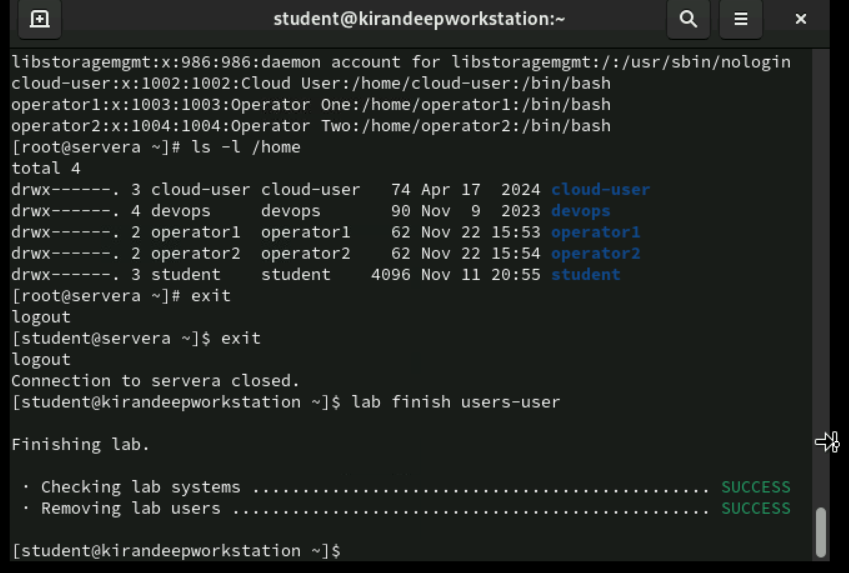 student@kirandeepworkstation:~
libstoragemgmt:x:986:986:daemon account for libstoragemgmt:/:/usr/sbin/nologin
cloud-user:x:1002:1002:Cloud User:/home/cloud-user:/bin/bash
operator1:x:1003:1003:Operator One:/home/operator1:/bin/bash
operator2:x:1004:1004:Operator Two:/home/operator2:/bin/bash
[root@servera ~]# ls -l /home
total 4
drwx------. 3 cloud-user cloud-user   74 Apr 17  2024 cloud-user
drwx------. 4 devops     devops       90 Nov  9  2023 devops
drwx------. 2 operator1  operator1    62 Nov 22 15:53 operator1
drwx------. 2 operator2  operator2    62 Nov 22 15:54 operator2
drwx------. 3 student    student    4096 Nov 11 20:55 student
[root@servera ~]# exit
logout
[student@servera ~]$ exit
logout
Connection to servera closed.
[student@kirandeepworkstation ~]$ lab finish users-user
Finishing lab.
· Checking lab systems .............................................. SUCCESS
· Removing lab users ................................................ SUCCESS
[student@kirandeepworkstation ~]$